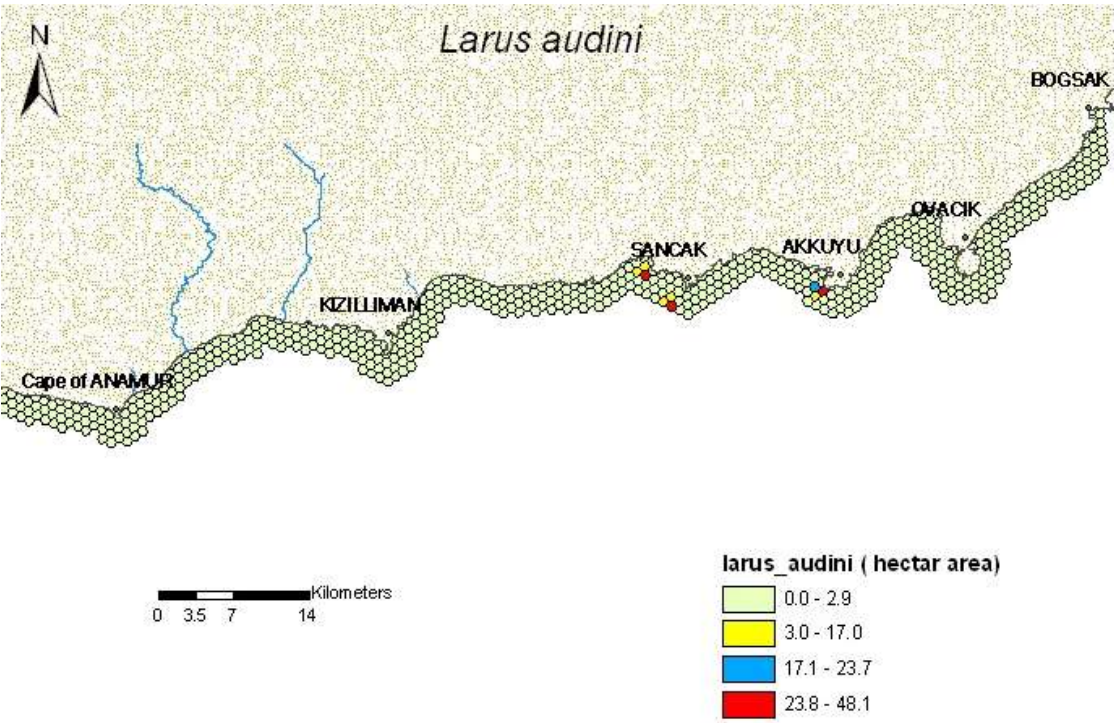 N
Larus audini
BOGSAK
OVACIK
SANCAK
AKKUYU
KIZILLIMAN
Cape of ANAMUR
Kilometers
0 3.5 7 14
larus_audini ( hectar area)
0.0 - 2.9
3.0 - 17.0
17.1 - 23.7
23.8 - 48.1